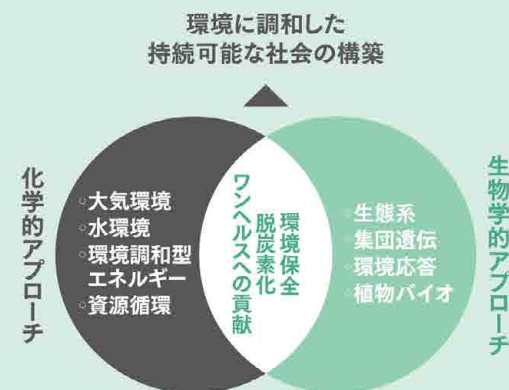 環境に調和した
持続可能な社会の構築
化学的アプローチ
○大気環境
○水環境
○環境調和型
エネルギー
○資源循環
環境保全
脱炭素化
ワンヘルスへの貢献
○生態系
○集団遺伝
○環境応答
○植物バイオ
生物学的アプローチ